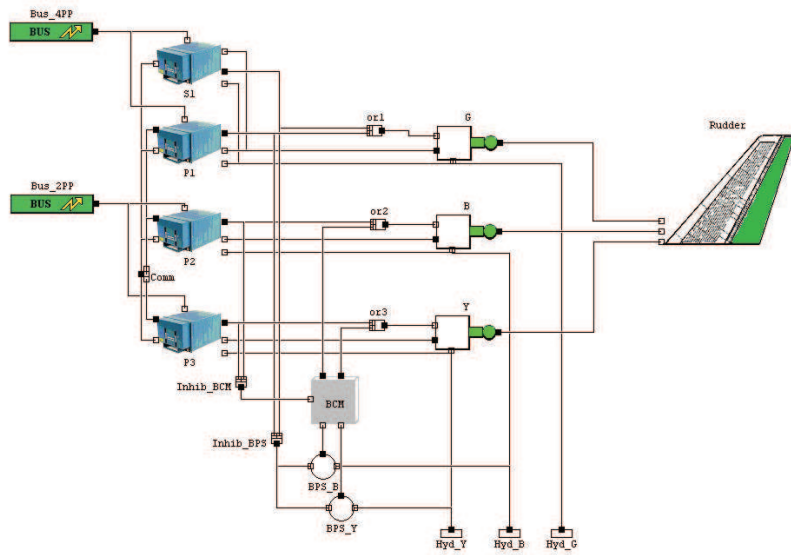 Bus_4PP
BUS
S1
or1
G
Rudder
P1
Bus_2PP
BUS
or2
B
P2
Comm
or3
Y
P3
Inhib_BCM
BCM
Inhib_BPS
BPS_B
BPS_Y
Hyd_Y
Hyd_B
Hyd_G